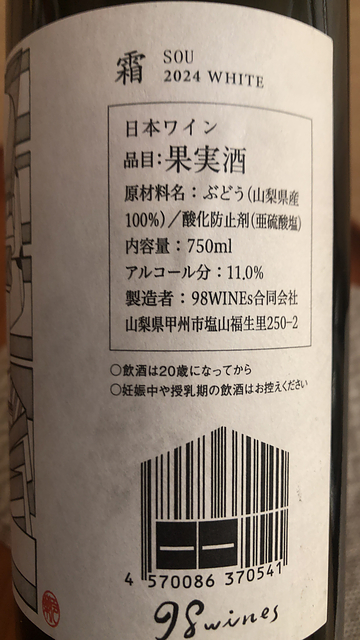 霜 SOU
2024 WHITE
日本ワイン
品目:果実酒
原材料名：ぶどう(山梨県産
100%)／酸化防止剤(亜硫酸塩)
内容量：750ml
アルコール分：11.0%
製造者：98WINEs合同会社
山梨県甲州市塩山福生里250-2
○飲酒は20歳になってから
○妊娠中や授乳期の飲酒はお控えください
4 570086 370541
98wines